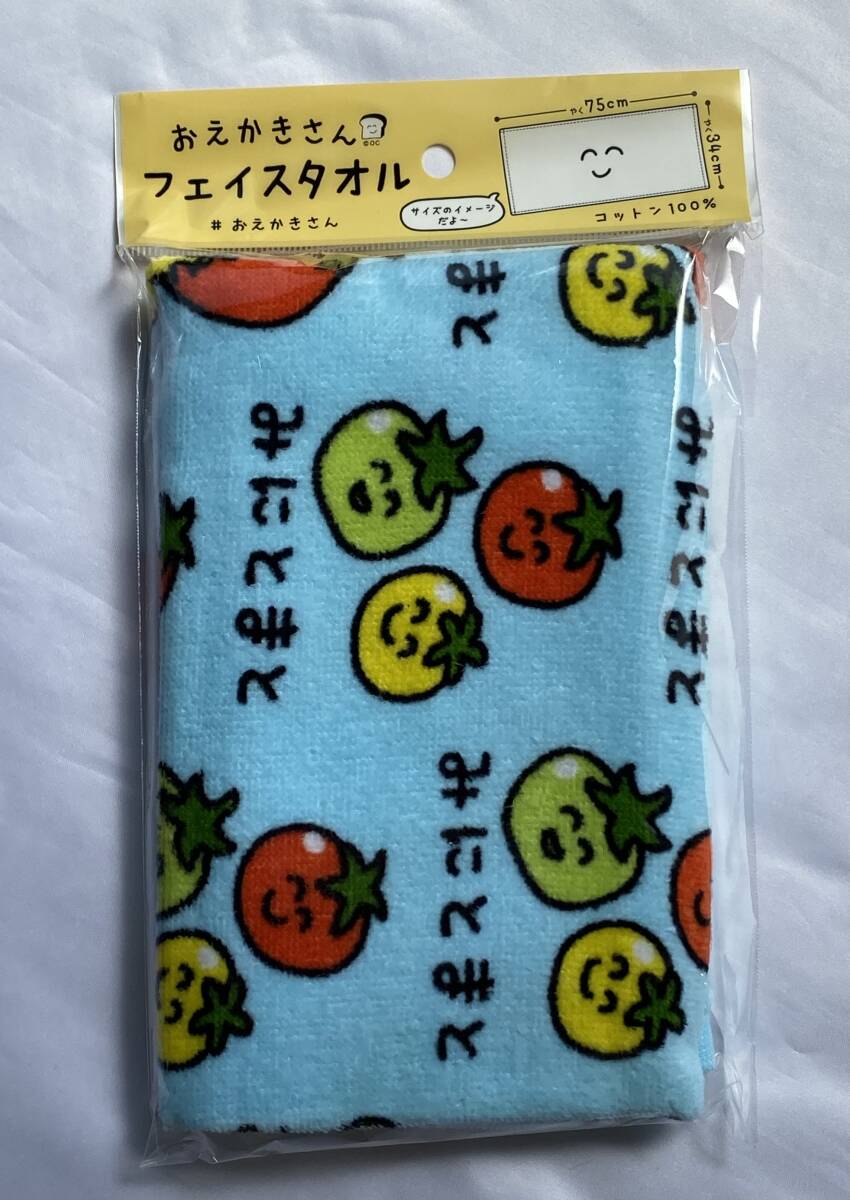 おえかきさん
©OC
フェイスタオル
#おえかきさん
サイズのイメージ
だよ〜
やく75cm
やく34cm
コットン100%
まと
みにとまと
みにとまと
みにとまと